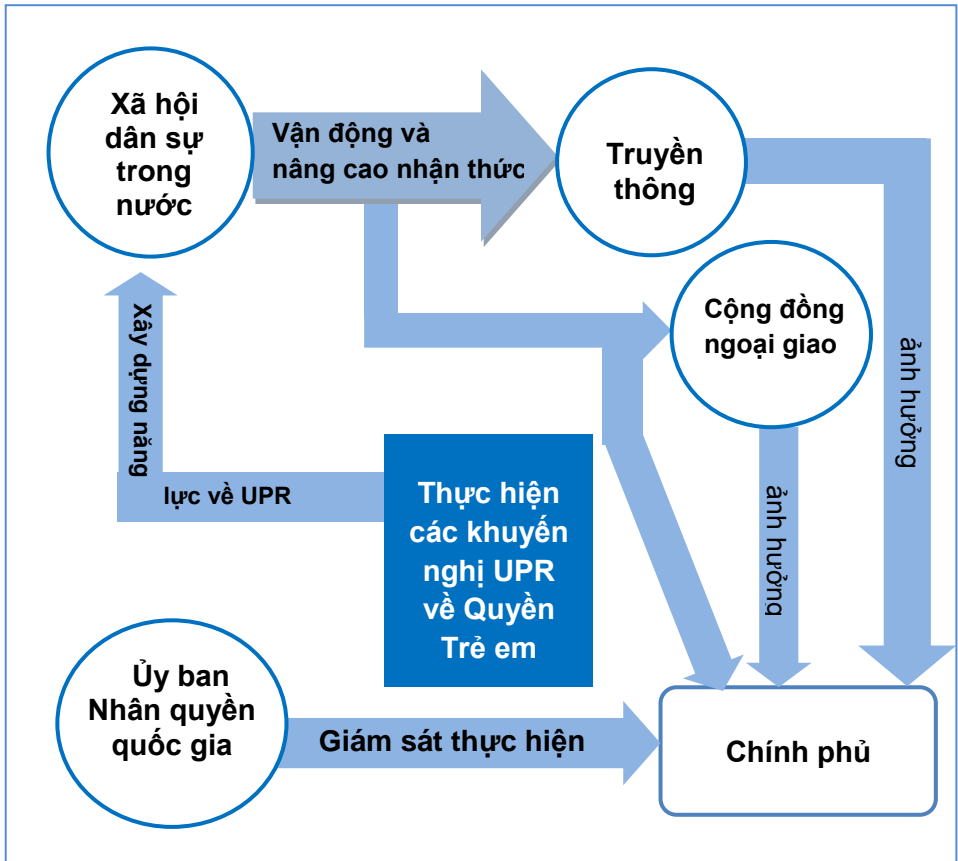 Xã hội
dân sự
trong
nước
Vận động và
nâng cao nhận thức
Truyền
thông
Cộng đồng
ngoại giao
ảnh hưởng
ảnh hưởng
Xây dựng năng
lực về UPR
Thực hiện
các khuyến
nghị UPR
về Quyền
Trẻ em
Ủy ban
Nhân quyền
quốc gia
Giám sát thực hiện
Chính phủ